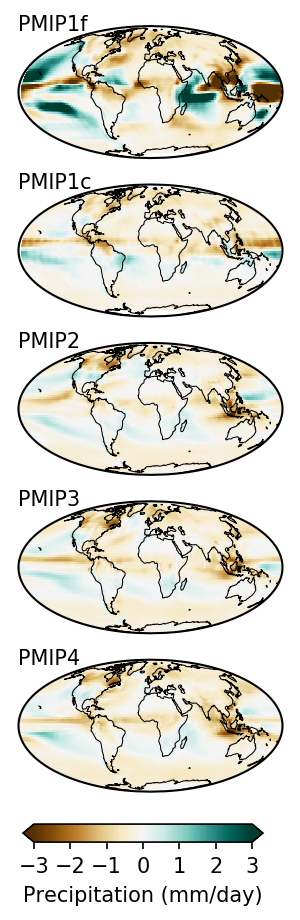 PMIP1f
PMIP1c
PMIP2
PMIP3
PMIP4
−3 −2 −1 0 1 2 3
Precipitation (mm/day)